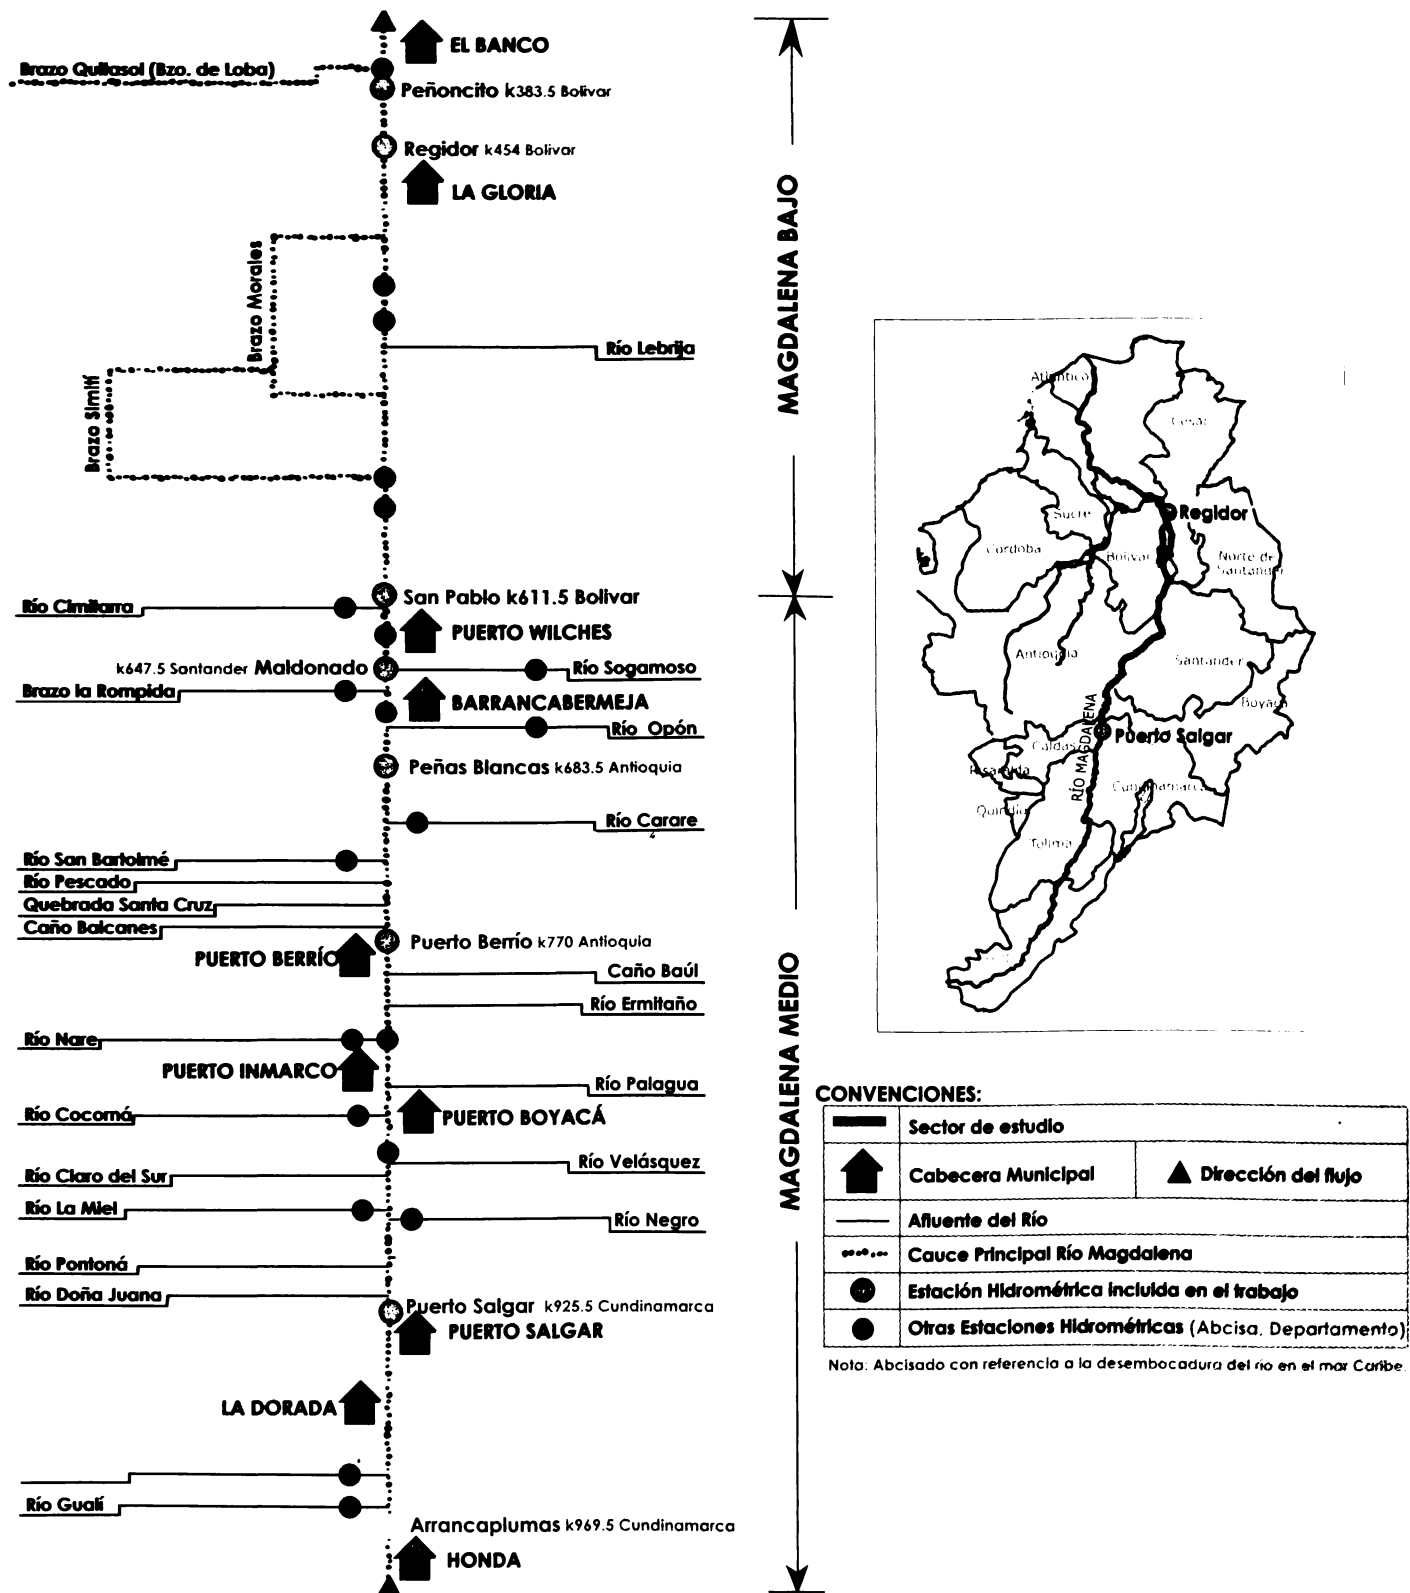 EL BANCO
Brazo Quitasol (Bzo. de Loba)
Peñoncito k383.5 Bolivar
Regidor k454 Bolivar
LA GLORIA
Brazo Morales
Río Lebrija
Brazo Simití
San Pablo k611.5 Bolivar
Río Cimitarra
PUERTO WILCHES
k647.5 Santander Maldonado
Río Sogamoso
Brazo la Rompida
BARRANCABERMEJA
Río Opón
Peñas Blancas k683.5 Antioquia
Río Carare
Río San Bartolmé
Río Pescado
Quebrada Santa Cruz
Caño Balcanes
Puerto Berrío k770 Antioquia
PUERTO BERRÍO
Caño Baúl
Río Ermitaño
Río Nare
PUERTO INMARCO
Río Palagua
Río Cocorná
PUERTO BOYACÁ
Río Velásquez
Río Claro del Sur
Río La Miel
Río Negro
Río Pontoná
Río Doña Juana
Puerto Salgar k925.5 Cundinamarca
PUERTO SALGAR
LA DORADA
Río Gualí
Arrancaplumas k969.5 Cundinamarca
HONDA
MAGDALENA BAJO
MAGDALENA MEDIO
Atlántico
Cesar
Sucre
Regidor
Córdoba
Bolívar
Norte de
Santander
Antioquia
Santander
Boyacá
RÍO MAGDALENA
Puerto Salgar
Caldas
Risaralda
Cundinamarca
Quindío
Tolima
CONVENCIONES:
Sector de estudio
Cabecera Municipal
Dirección del flujo
Afluente del Río
Cauce Principal Río Magdalena
Estación Hidrométrica incluida en el trabajo
Otras Estaciones Hidrométricas (Abcisa, Departamento)
Nota: Abcisado con referencia a la desembocadura del río en el mar Caribe.